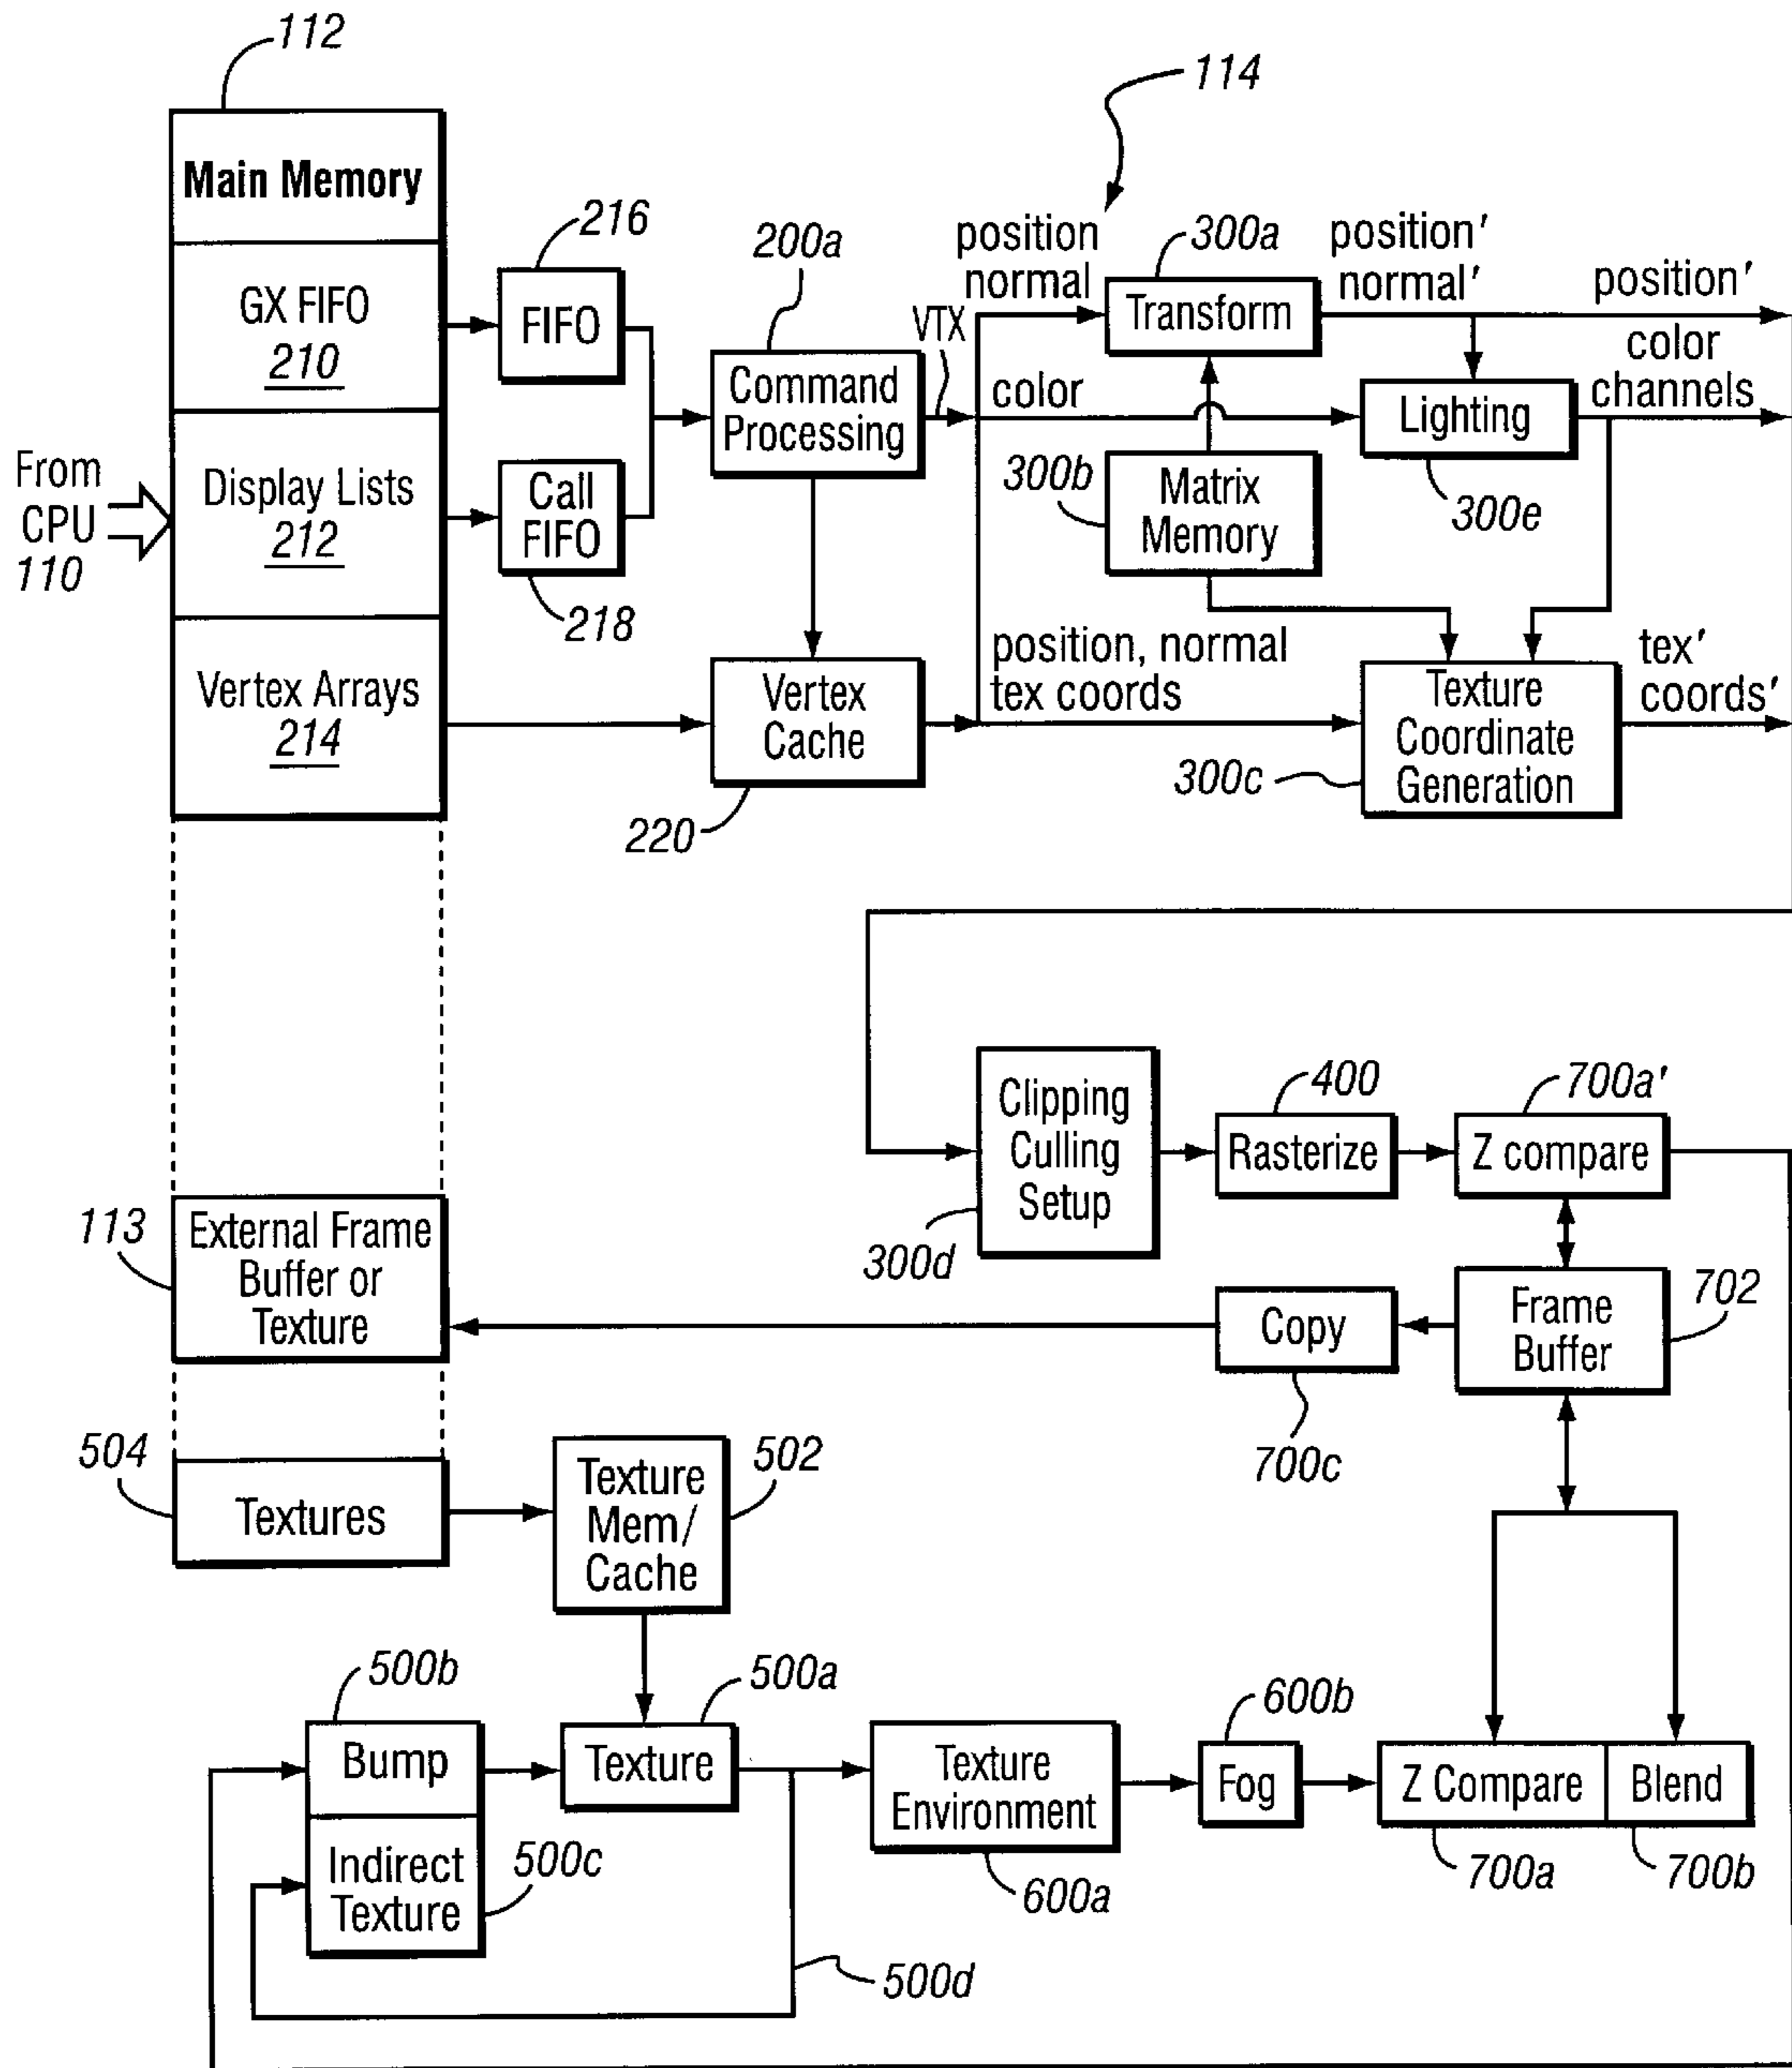 112
114
Main Memory
GX FIFO
210
Display Lists
212
Vertex Arrays
214
From
CPU
110
216
FIFO
Call
FIFO
218
200a
Command
Processing
Vertex
Cache
220
VTX
position
normal
300a
Transform
position'
normal'
position'
color
channels
color
Lighting
300e
300b
Matrix
Memory
position, normal
tex coords
300c
Texture
Coordinate
Generation
tex'
coords'
Clipping
Culling
Setup
300d
400
Rasterize
700a'
Z compare
113
External Frame
Buffer or
Texture
Copy
700c
Frame
Buffer
702
504
Textures
Texture
Mem/
Cache
502
500b
Bump
Indirect
Texture
500c
500a
Texture
500d
Texture
Environment
600a
600b
Fog
Z Compare
Blend
700a
700b